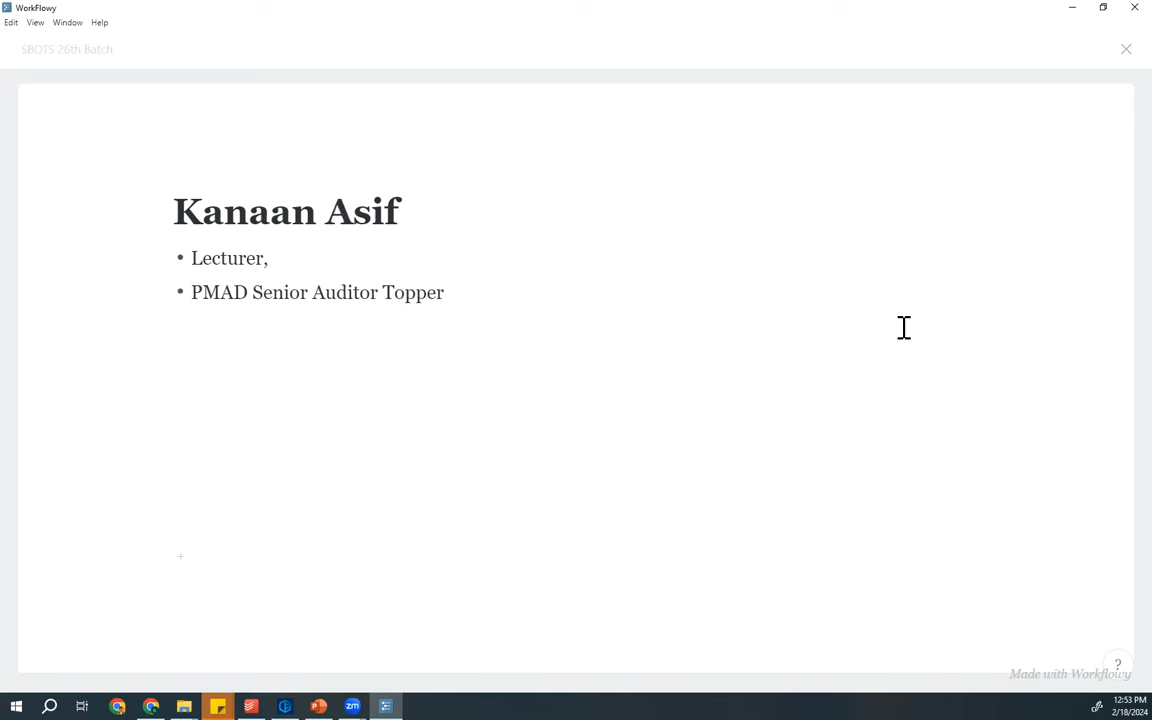 WorkFlowy
Edit View Window Help
SBOTS 26th Batch
Kanaan Asif
• Lecturer,
• PMAD Senior Auditor Topper
+
?
Made with Workflowy
zm
12:53 PM
2/18/2024